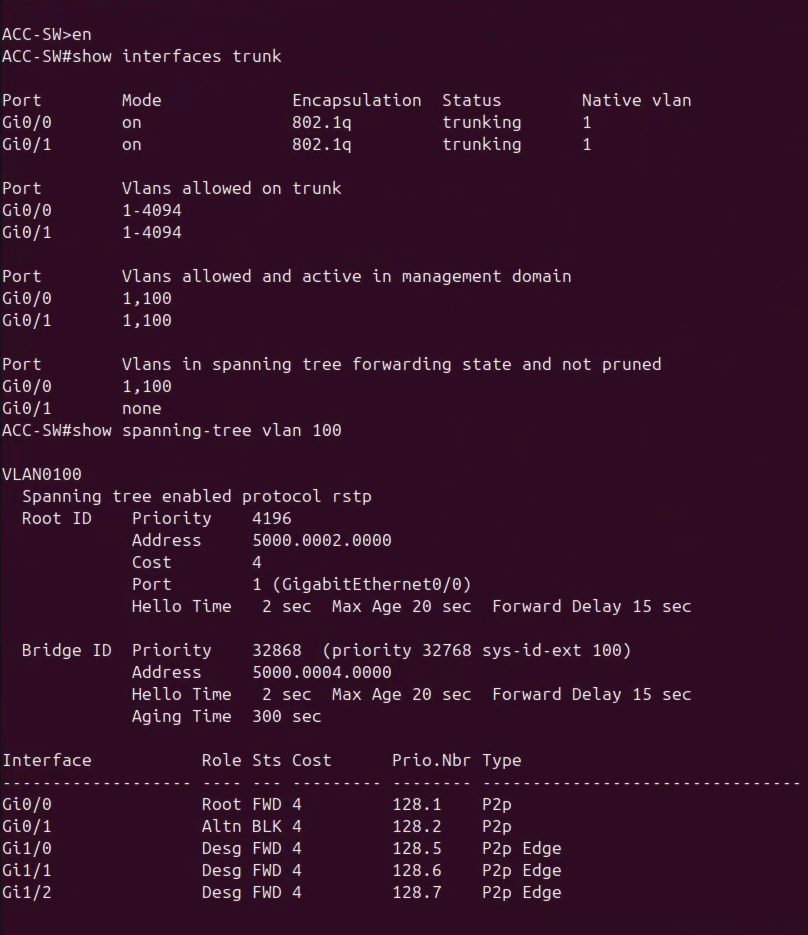 ACC-SW>en
ACC-SW#show interfaces trunk
Port        Mode             Encapsulation  Status        Native vlan
Gi0/0       on               802.1q         trunking      1
Gi0/1       on               802.1q         trunking      1
Port        Vlans allowed on trunk
Gi0/0       1-4094
Gi0/1       1-4094
Port        Vlans allowed and active in management domain
Gi0/0       1,100
Gi0/1       1,100
Port        Vlans in spanning tree forwarding state and not pruned
Gi0/0       1,100
Gi0/1       none
ACC-SW#show spanning-tree vlan 100
VLAN0100
  Spanning tree enabled protocol rstp
  Root ID    Priority    4196
             Address     5000.0002.0000
             Cost        4
             Port        1 (GigabitEthernet0/0)
             Hello Time   2 sec  Max Age 20 sec  Forward Delay 15 sec
  Bridge ID  Priority    32868  (priority 32768 sys-id-ext 100)
             Address     5000.0004.0000
             Hello Time   2 sec  Max Age 20 sec  Forward Delay 15 sec
             Aging Time  300 sec
Interface           Role Sts Cost      Prio.Nbr Type
------------------- ---- --- --------- -------- --------------------------------
Gi0/0               Root FWD 4         128.1    P2p
Gi0/1               Altn BLK 4         128.2    P2p
Gi1/0               Desg FWD 4         128.5    P2p Edge
Gi1/1               Desg FWD 4         128.6    P2p Edge
Gi1/2               Desg FWD 4         128.7    P2p Edge